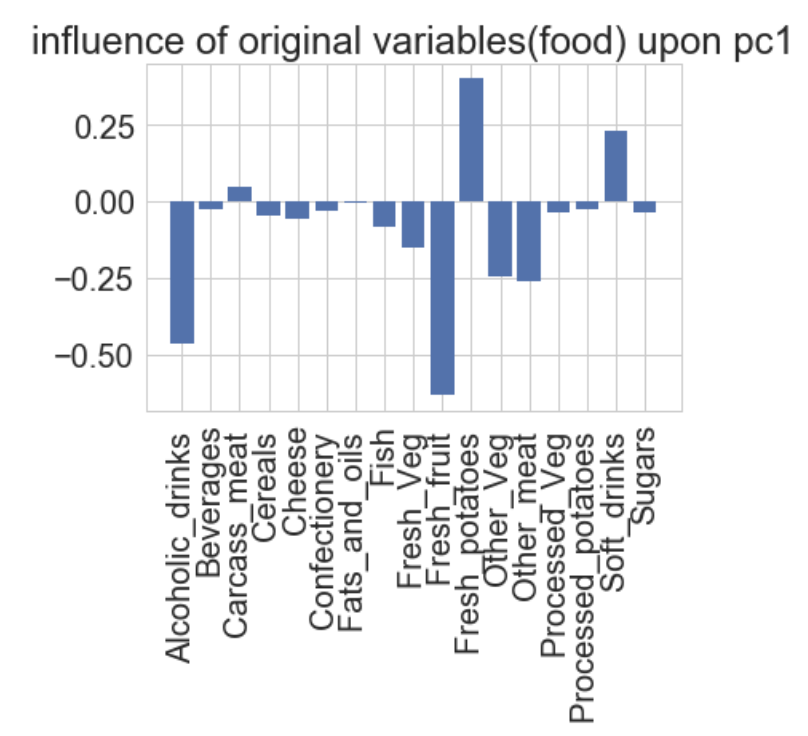 influence of original variables(food) upon pc1
0.25
0.00
−0.25
−0.50
Alcoholic_drinks
Beverages
Carcass_meat
Cereals
Cheese
Confectionery
Fats_and_oils
Fish
Fresh_Veg
Fresh_fruit
Fresh_potatoes
Other_Veg
Other_meat
Processed_Veg
Processed_potatoes
Soft_drinks
Sugars